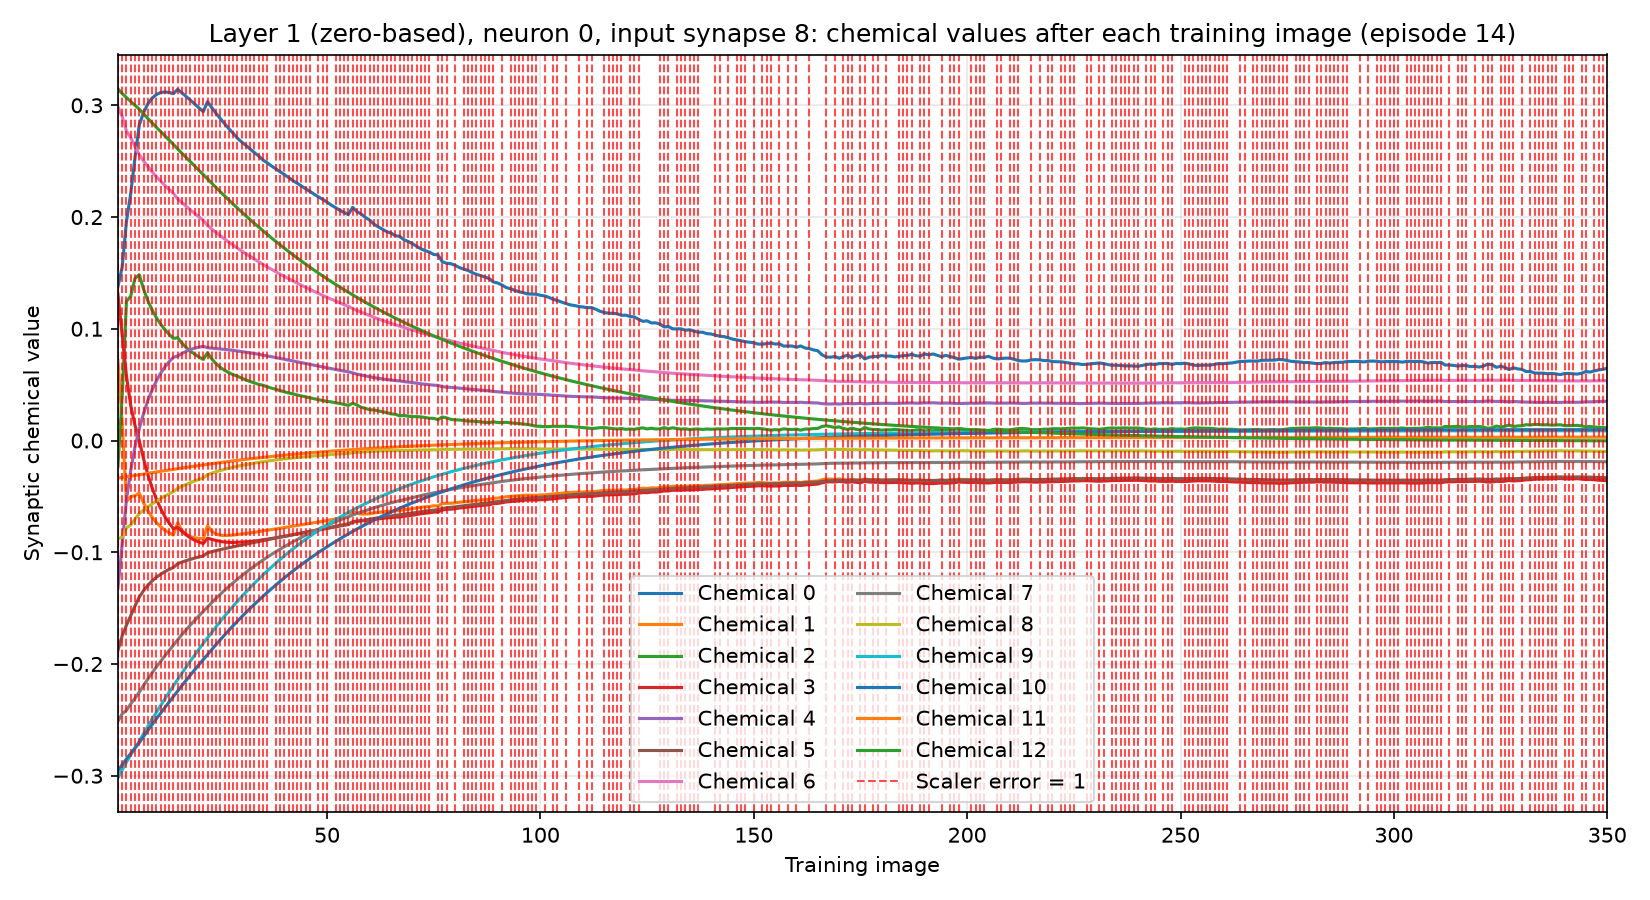 Layer 1 (zero-based), neuron 0, input synapse 8: chemical values after each training image (episode 14)
Synaptic chemical value
0.3
0.2
0.1
0.0
−0.1
−0.2
−0.3
Chemical 0
Chemical 1
Chemical 2
Chemical 3
Chemical 4
Chemical 5
Chemical 6
Chemical 7
Chemical 8
Chemical 9
Chemical 10
Chemical 11
Chemical 12
Scaler error = 1
50 100 150 200 250 300 350
Training image